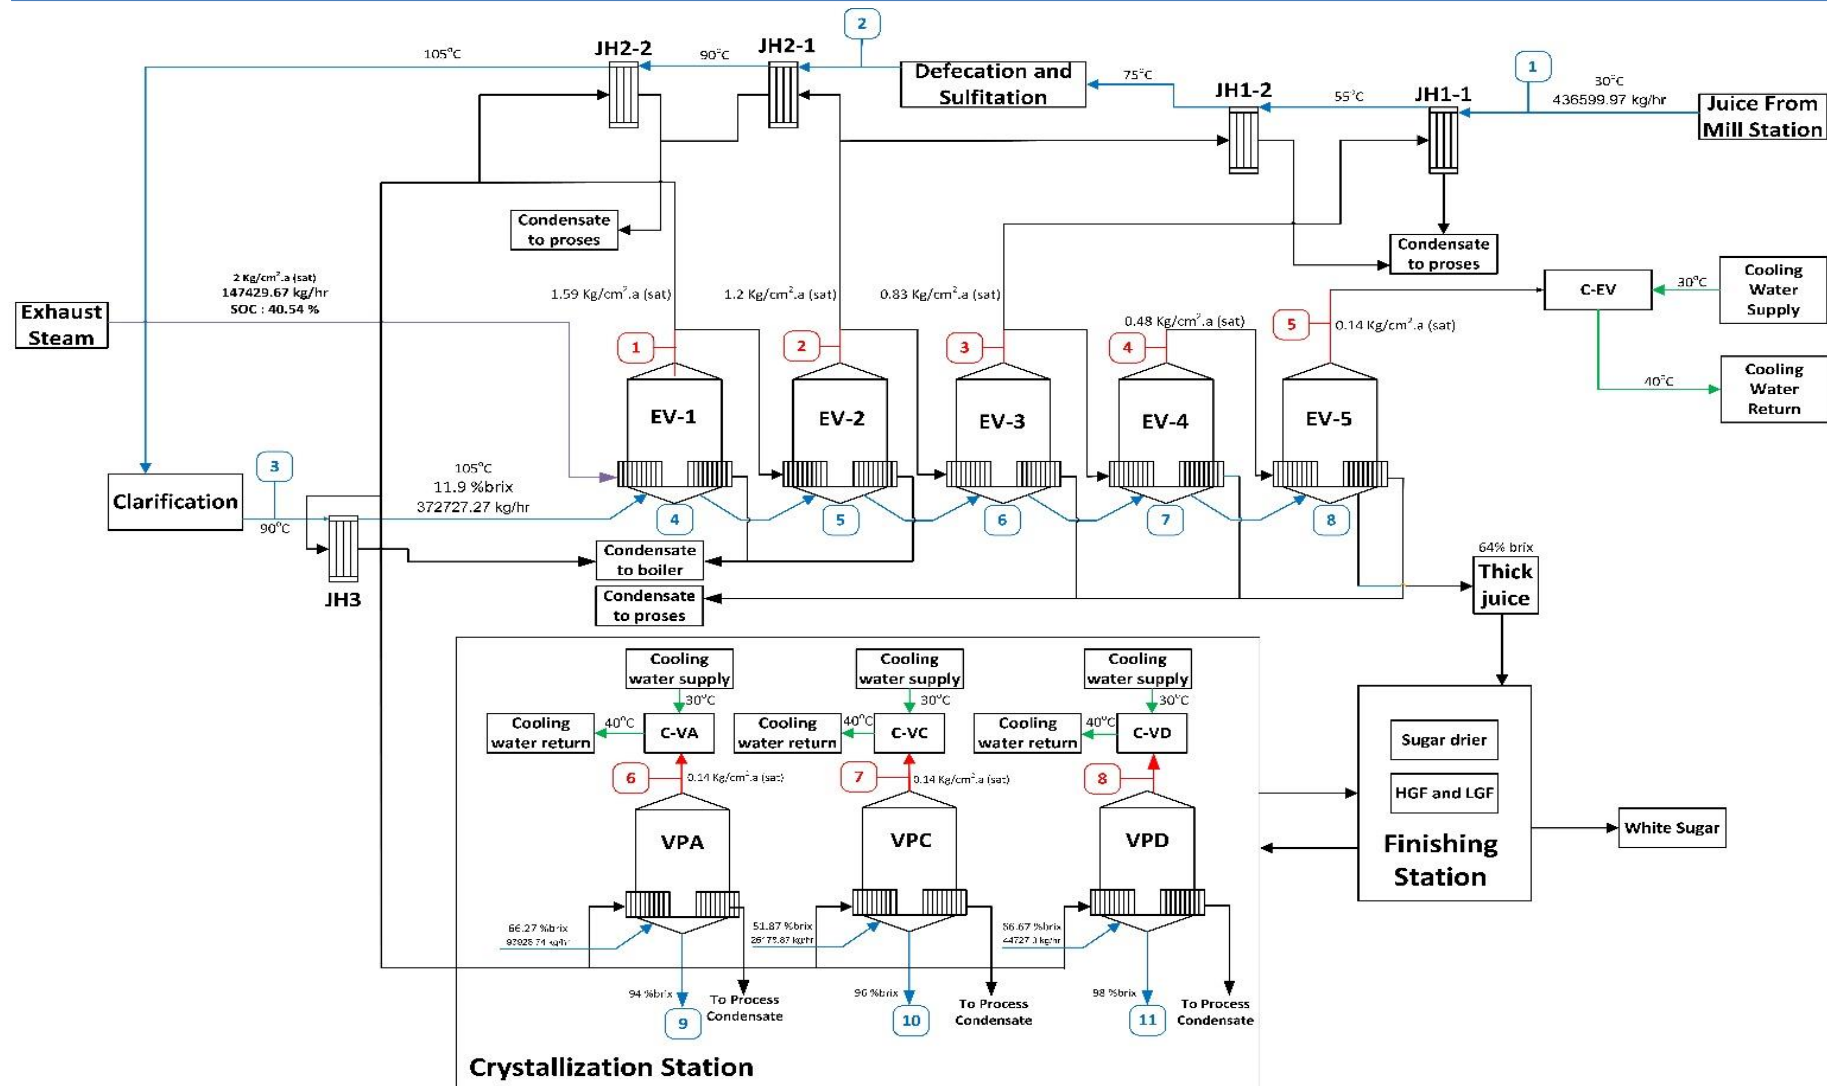 2
JH2-2
JH2-1
105°C
90°C
Defecation and
Sulfitation
75°C
JH1-2
55°C
JH1-1
1
30°C
436599.97 kg/hr
Juice From
Mill Station
Condensate
to proses
Condensate
to proses
2 Kg/cm².a (sat)
147429.67 kg/hr
SOC : 40.54 %
Exhaust
Steam
1.59 Kg/cm².a (sat)
1.2 Kg/cm².a (sat)
0.83 Kg/cm².a (sat)
0.48 Kg/cm².a (sat)
0.14 Kg/cm².a (sat)
1
2
3
4
5
C-EV
30°C
Cooling
Water
Supply
40°C
Cooling
Water
Return
EV-1
EV-2
EV-3
EV-4
EV-5
Clarification
3
90°C
105°C
11.9 %brix
372727.27 kg/hr
4
5
6
7
8
JH3
Condensate
to boiler
Condensate
to proses
64% brix
Thick
juice
Cooling
water supply
Cooling
water supply
Cooling
water supply
30°C
30°C
30°C
Cooling
water return
40°C
C-VA
Cooling
water return
40°C
C-VC
Cooling
water return
40°C
C-VD
6
0.14 Kg/cm².a (sat)
7
0.14 Kg/cm².a (sat)
8
VPA
VPC
VPD
66.27 %brix
51.87 %brix
%brix
94 %brix
9
To Process
Condensate
96 %brix
10
To Process
Condensate
98 %brix
11
To Process
Condensate
Crystallization Station
Sugar drier
HGF and LGF
Finishing
Station
White Sugar